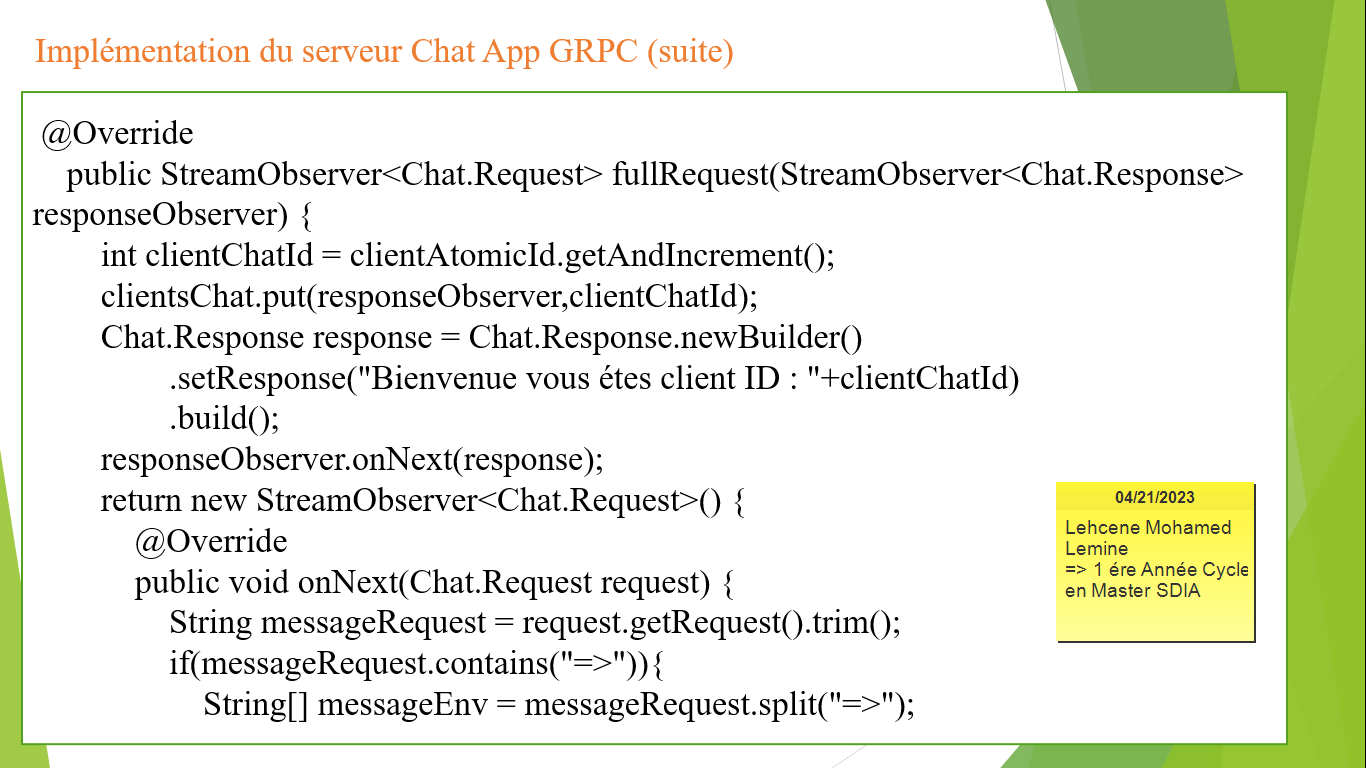 Implémentation du serveur Chat App GRPC (suite)
@Override
public StreamObserver<Chat.Request> fullRequest(StreamObserver<Chat.Response>
responseObserver) {
int clientChatId = clientAtomicId.getAndIncrement();
clientsChat.put(responseObserver,clientChatId);
Chat.Response response = Chat.Response.newBuilder()
.setResponse("Bienvenue vous étes client ID : "+clientChatId)
.build();
responseObserver.onNext(response);
return new StreamObserver<Chat.Request>() {
@Override
public void onNext(Chat.Request request) {
String messageRequest = request.getRequest().trim();
if(messageRequest.contains("=>")){
String[] messageEnv = messageRequest.split("=>");
04/21/2023
Lehcene Mohamed
Lemine
=> 1 ére Année Cycle
en Master SDIA